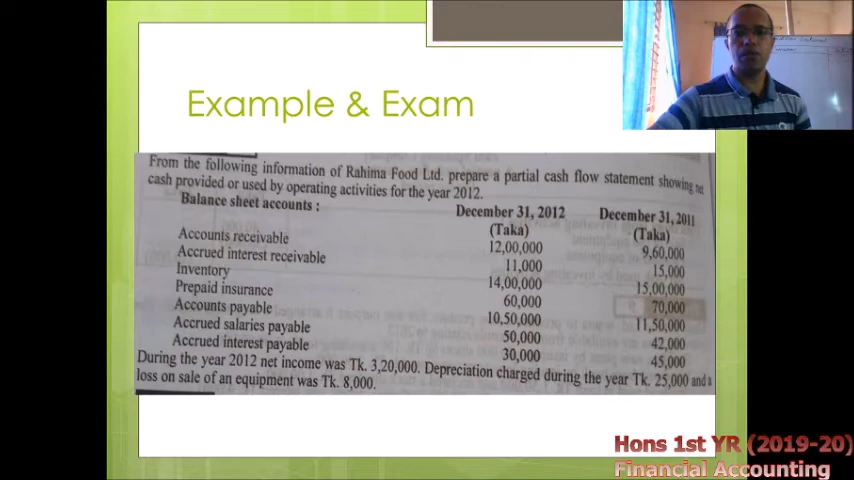 Example & Exam
From the following information of Rahima Food Ltd. prepare a partial cash flow statement showing net
cash provided or used by operating activities for the year 2012.
Balance sheet accounts :
December 31, 2012 December 31, 2011
(Taka) (Taka)
Accounts receivable 12,00,000 9,60,000
Accrued interest receivable 11,000 15,000
Inventory 14,00,000 15,00,000
Prepaid insurance 60,000 70,000
Accounts payable 10,50,000 11,50,000
Accrued salaries payable 50,000 42,000
Accrued interest payable 30,000 45,000
During the year 2012 net income was Tk. 3,20,000. Depreciation charged during the year Tk. 25,000 and a
loss on sale of an equipment was Tk. 8,000.
Hons 1st YR (2019-20)
Financial Accounting